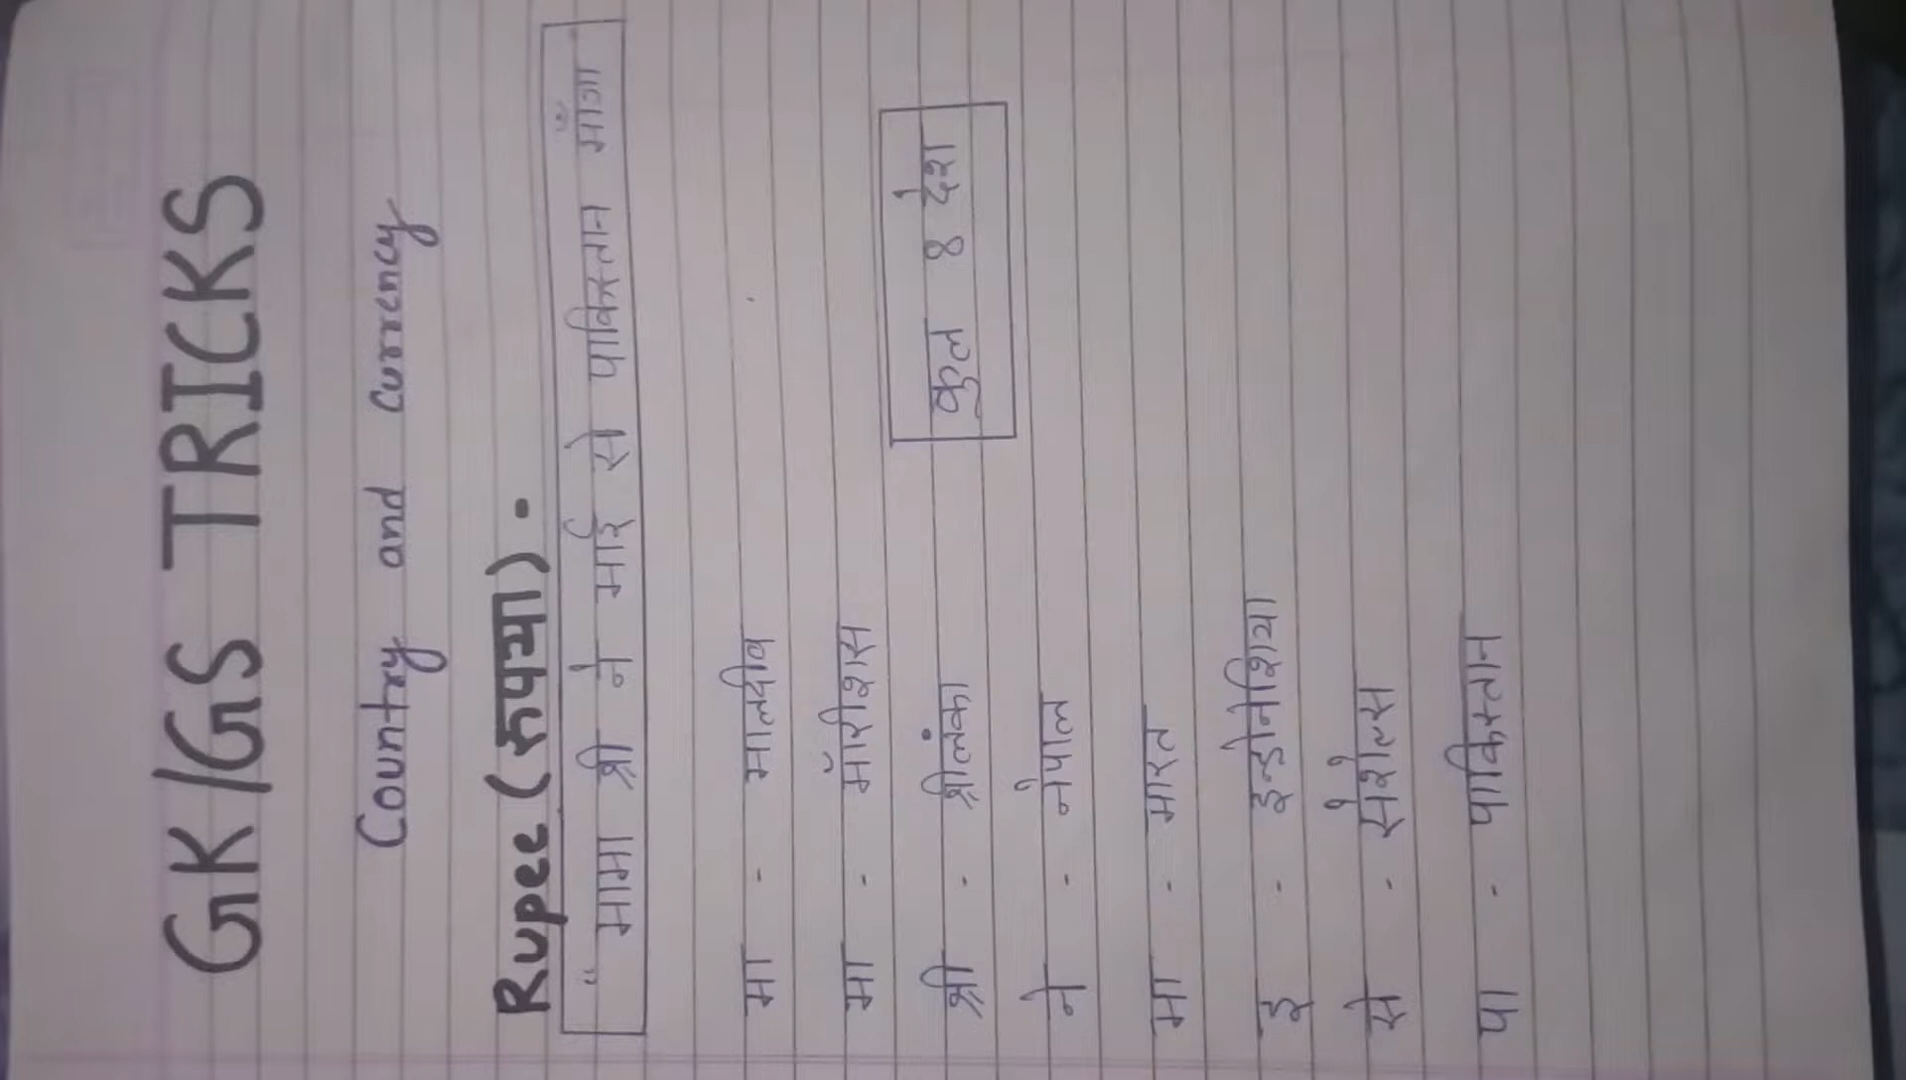 GK/GS TRICKS
Country and Currency
Rupee (रुपया).
"मामा श्री ने भाई से पाकिस्तान माँगा"
मा - मालदीव
मा - मॉरीशस
श्री - श्रीलंका
ने - नेपाल
भा - भारत
इ - इन्डोनेशिया
से - सेशेल्स
पा - पाकिस्तान
कुल 8 देश